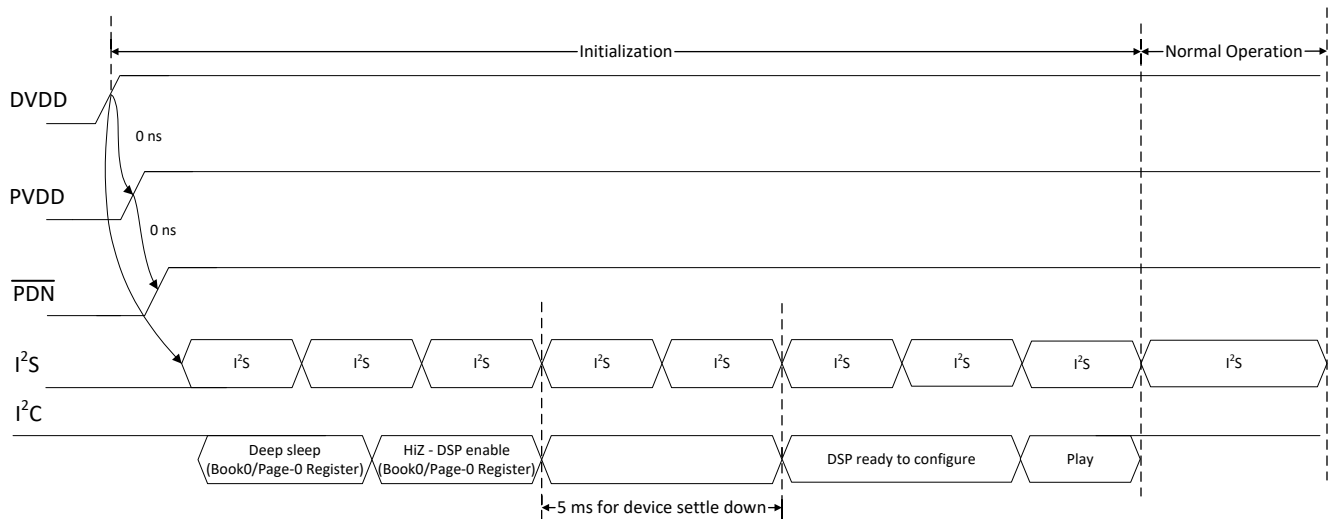 Initialization
Normal Operation
DVDD
0 ns
PVDD
0 ns
PDN
I²S
I²S
I²S
I²S
I²S
I²S
I²S
I²S
I²S
I²S
I²C
Deep sleep
(Book0/Page-0 Register)
HiZ - DSP enable
(Book0/Page-0 Register)
DSP ready to configure
Play
5 ms for device settle down